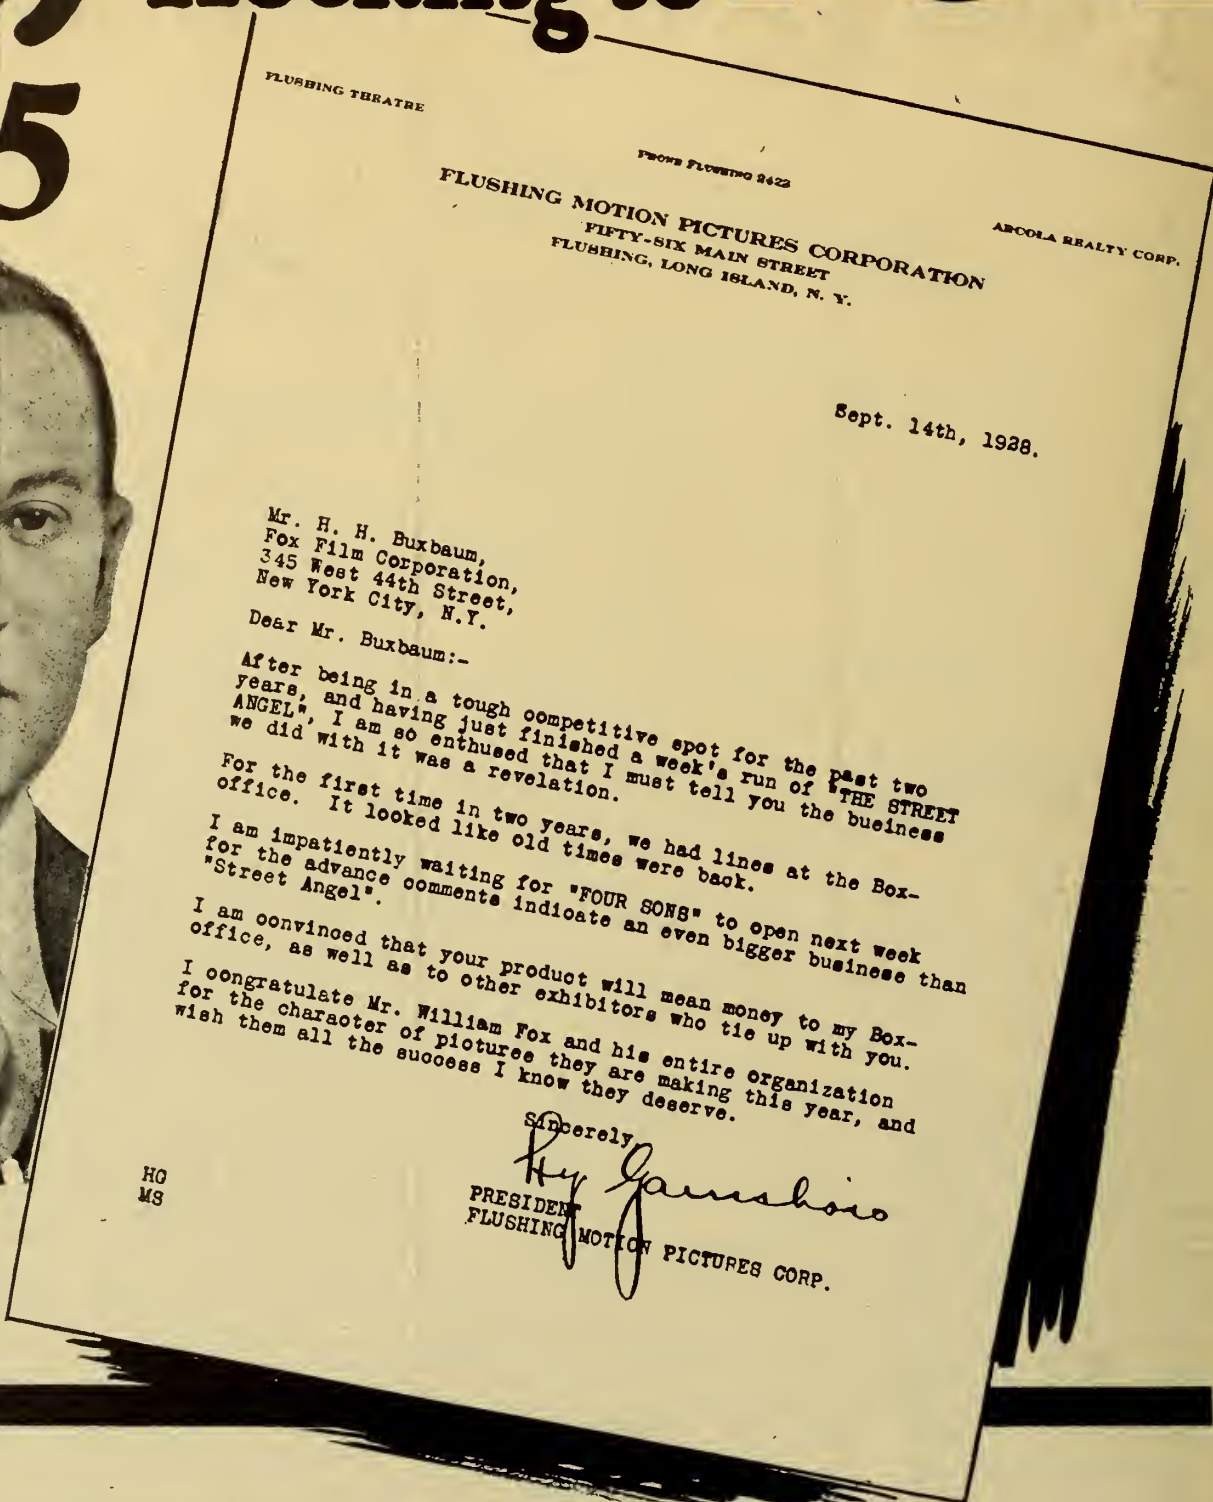 5
FLUSHING THEATRE
PHONE FLUSHING 2422
FLUSHING MOTION PICTURES CORPORATION
FIFTY-SIX MAIN STREET
FLUSHING, LONG ISLAND, N. Y.
ARCOLA REALTY CORP.
Sept. 14th, 1928.
Mr. H. H. Buxbaum,
Fox Film Corporation,
345 West 44th Street,
New York City, N.Y.
Dear Mr. Buxbaum:-
After being in a tough competitive spot for the past two
years, and having just finished a week's run of "THE STREET
ANGEL", I am so enthused that I must tell you the business
we did with it was a revelation.
For the first time in two years, we had lines at the Box-
office. It looked like old times were back.
I am impatiently waiting for "FOUR SONS" to open next week
for the advance comments indicate an even bigger business than
"Street Angel".
I am convinced that your product will mean money to my Box-
office, as well as to other exhibitors who tie up with you.
I congratulate Mr. William Fox and his entire organization
for the character of pictures they are making this year, and
wish them all the success I know they deserve.
Sincerely,
Hy Gainsboro
PRESIDENT
FLUSHING MOTION PICTURES CORP.
HG
MS